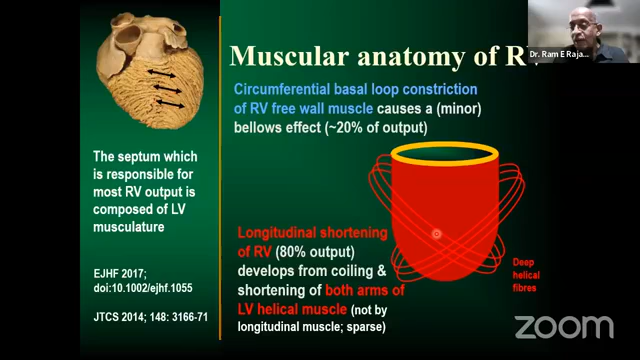 Dr. Ram E Raja...
Muscular anatomy of RV
Circumferential basal loop constriction
of RV free wall muscle causes a (minor)
bellows effect (~20% of output)
The septum which
is responsible for
most RV output is
composed of LV
musculature
EJHF 2017;
doi:10.1002/ejhf.1055
JTCS 2014; 148: 3166-71
Longitudinal shortening
of RV (80% output)
develops from coiling &
shortening of both arms of
LV helical muscle (not by
longitudinal muscle; sparse)
Deep
helical
fibres
zoom